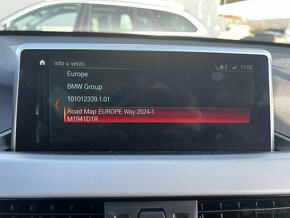 Info o verzii
2
11:00
Europe
BMW Group
101012339.1.01
Road Map EUROPE Way 2024-1
M1941D1R